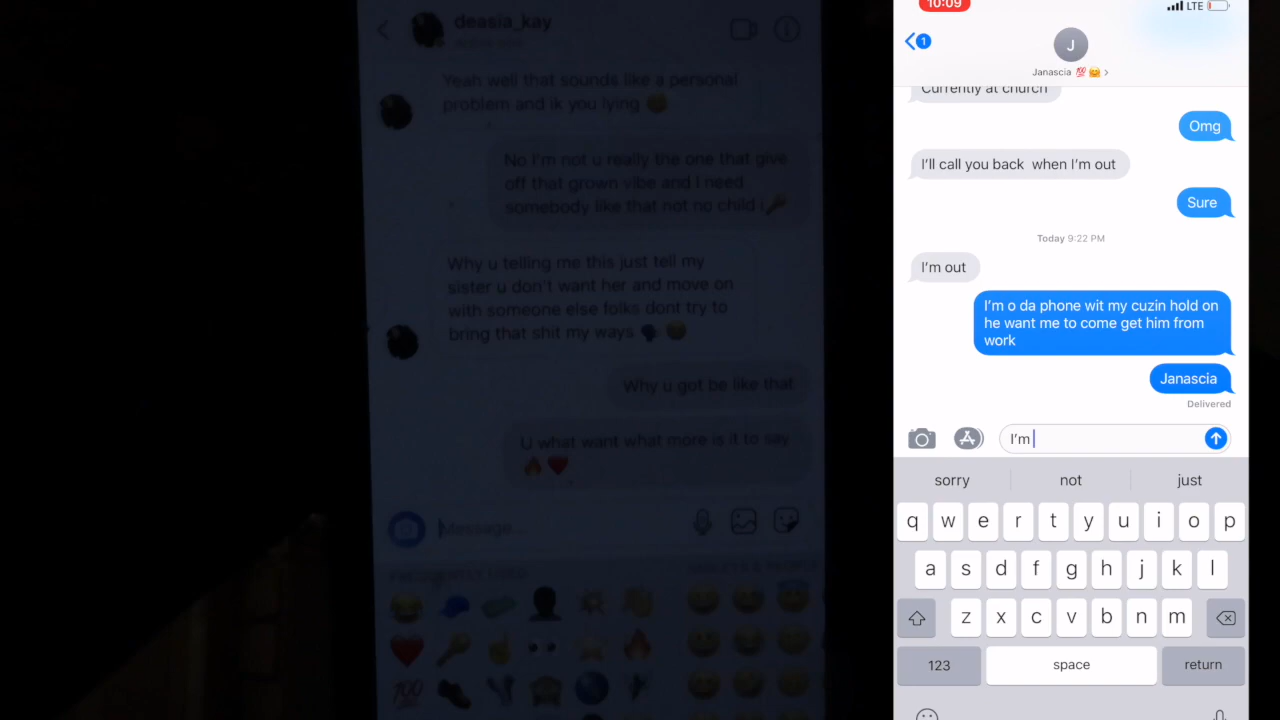 deasia_kay
Yeah well that sounds like a personal
problem and ik you lying 😂
No I'm not u really the one that give
off that grown vibe and I need
somebody like that not no child
Why u telling me this just tell my
sister u don't want her and move on
with someone else folks dont try to
bring that shit my ways 🗣 😂
Why u got be like that
U what want what more is it to say
🔥❤️
Message...
FREQUENTLY USED
SMILEYS & PEOPLE
10:09
LTE
1
J
Janascia 💯🤗 >
Currently at church
Omg
I'll call you back  when I'm out
Sure
Today 9:22 PM
I'm out
I'm o da phone wit my cuzin hold on
he want me to come get him from
work
Janascia
Delivered
I'm
sorry not just
q w e r t y u i o p
a s d f g h j k l
z x c v b n m
123 space return